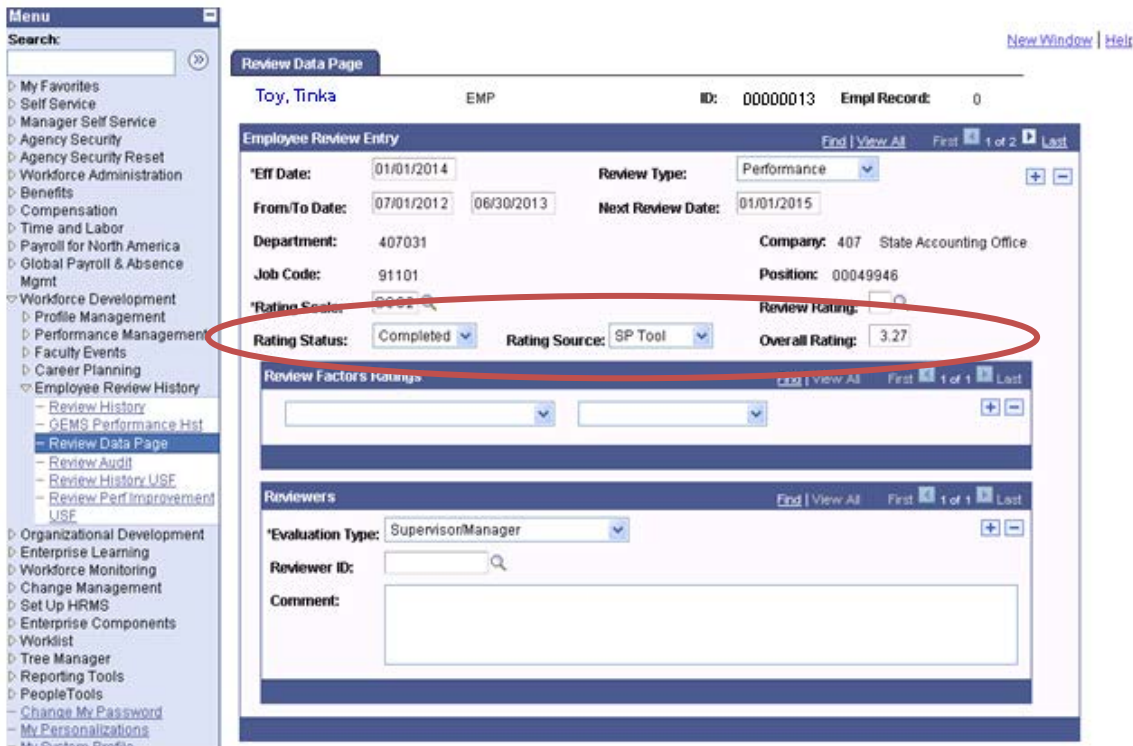 Menu
Search:
New Window | Help
My Favorites
Self Service
Manager Self Service
Agency Security
Agency Security Reset
Workforce Administration
Benefits
Compensation
Time and Labor
Payroll for North America
Global Payroll & Absence
Mgmt
Workforce Development
Profile Management
Performance Management
Faculty Events
Career Planning
Employee Review History
Review History
GEMS Performance Hst
Review Data Page
Review Audit
Review History USF
Review Perf Improvement
USF
Organizational Development
Enterprise Learning
Workforce Monitoring
Change Management
Set Up HRMS
Enterprise Components
Worklist
Tree Manager
Reporting Tools
PeopleTools
Change My Password
My Personalizations
My System Profile
Review Data Page
Toy, Tinka EMP ID: 00000013 Empl Record: 0
Employee Review Entry Find | View All First 1 of 2 Last
*Eff Date: 01/01/2014 Review Type: Performance
From/To Date: 07/01/2012 06/30/2013 Next Review Date: 01/01/2015
Department: 407031 Company: 407 State Accounting Office
Job Code: 91101 Position: 00049946
*Rating Scale: Review Rating:
Rating Status: Completed Rating Source: SP Tool Overall Rating: 3.27
Review Factors Ratings Find | View All First 1 of 1 Last
Reviewers Find | View All First 1 of 1 Last
*Evaluation Type: Supervisor/Manager
Reviewer ID:
Comment: